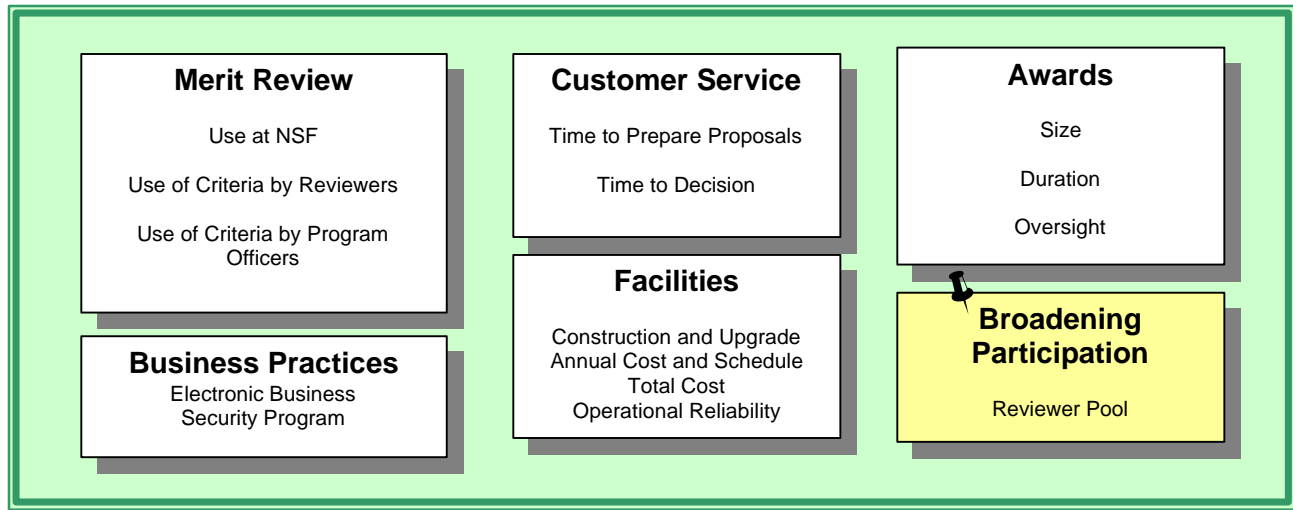 Merit Review
Use at NSF
Use of Criteria by Reviewers
Use of Criteria by Program
Officers
Business Practices
Electronic Business
Security Program
Customer Service
Time to Prepare Proposals
Time to Decision
Facilities
Construction and Upgrade
Annual Cost and Schedule
Total Cost
Operational Reliability
Awards
Size
Duration
Oversight
Broadening
Participation
Reviewer Pool